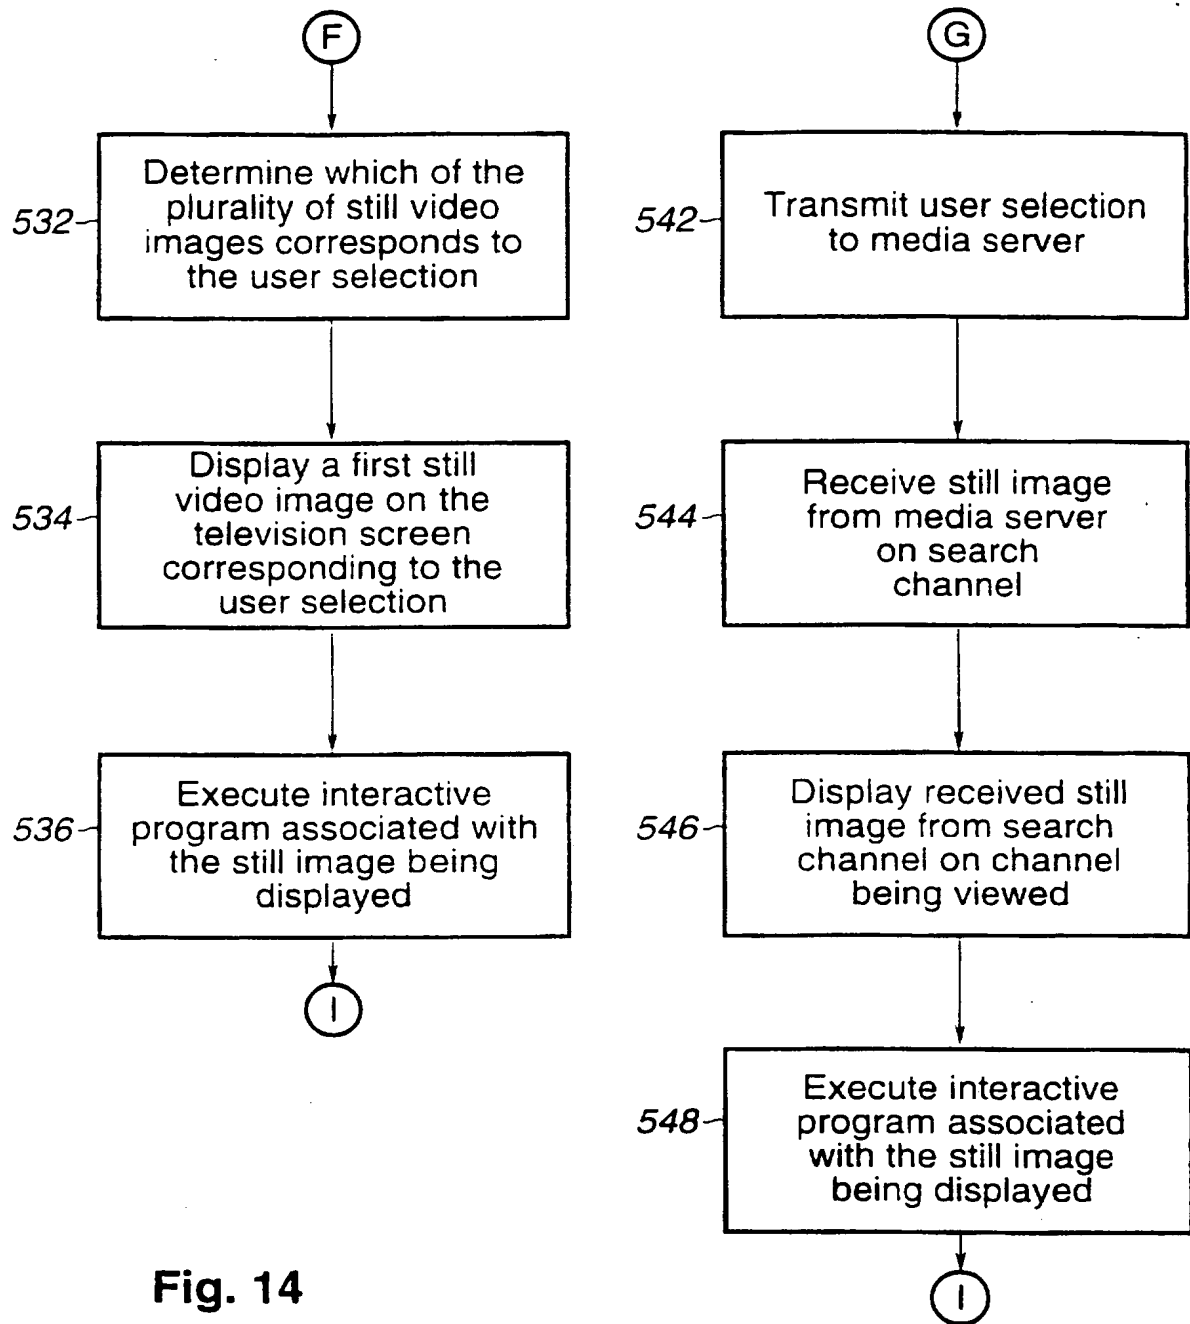 F
532
Determine which of the
plurality of still video
images corresponds to
the user selection
534
Display a first still
video image on the
television screen
corresponding to the
user selection
536
Execute interactive
program associated with
the still image being
displayed
I
G
542
Transmit user selection
to media server
544
Receive still image
from media server
on search
channel
546
Display received still
image from search
channel on channel
being viewed
548
Execute interactive
program associated
with the still image
being displayed
I
Fig. 14